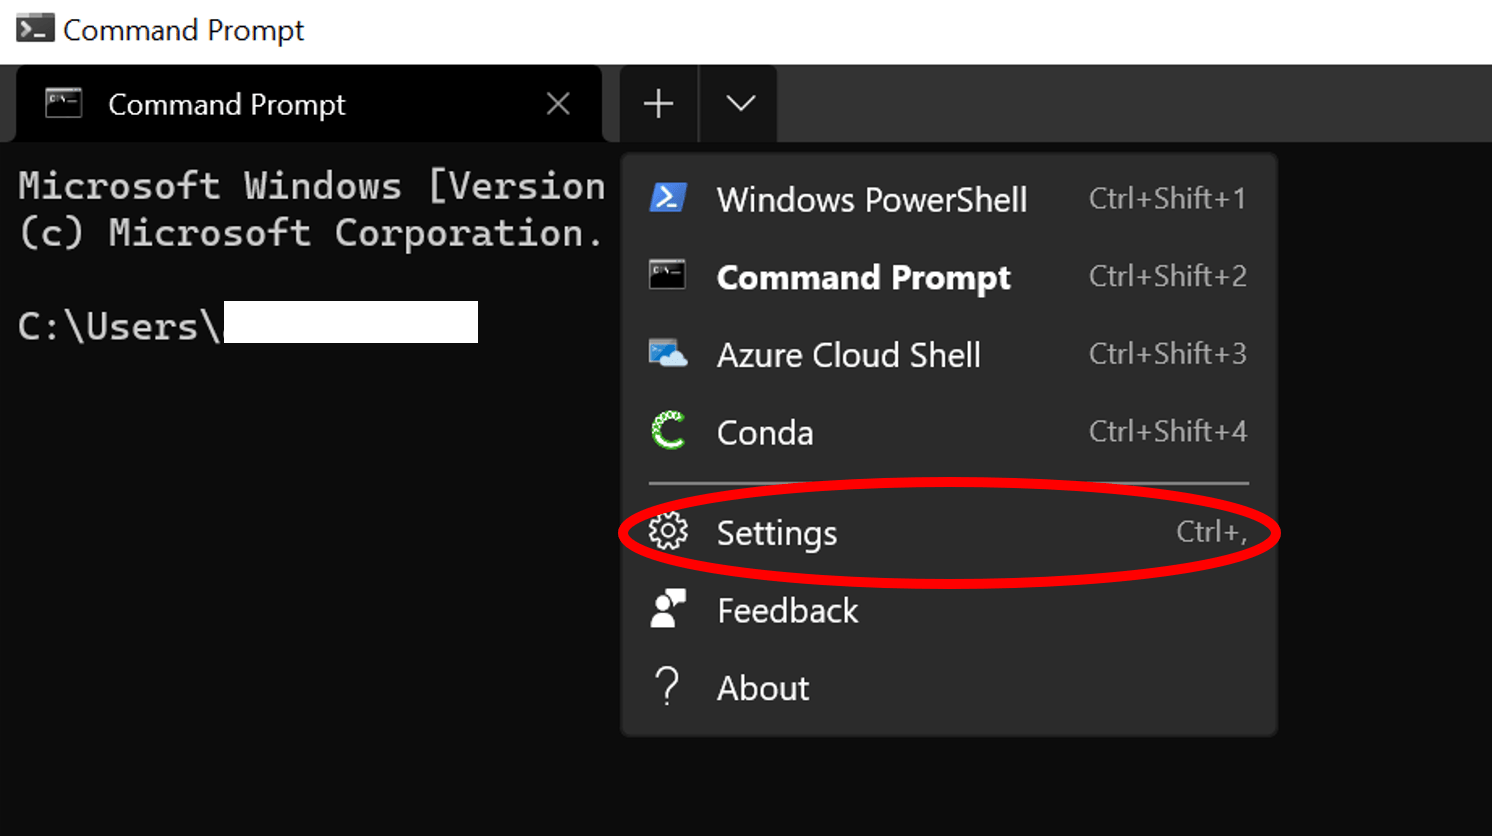 Command Prompt
Command Prompt
Microsoft Windows [Version
(c) Microsoft Corporation.
C:\Users\
Windows PowerShell Ctrl+Shift+1
Command Prompt Ctrl+Shift+2
Azure Cloud Shell Ctrl+Shift+3
Conda Ctrl+Shift+4
Settings Ctrl+,
Feedback
About